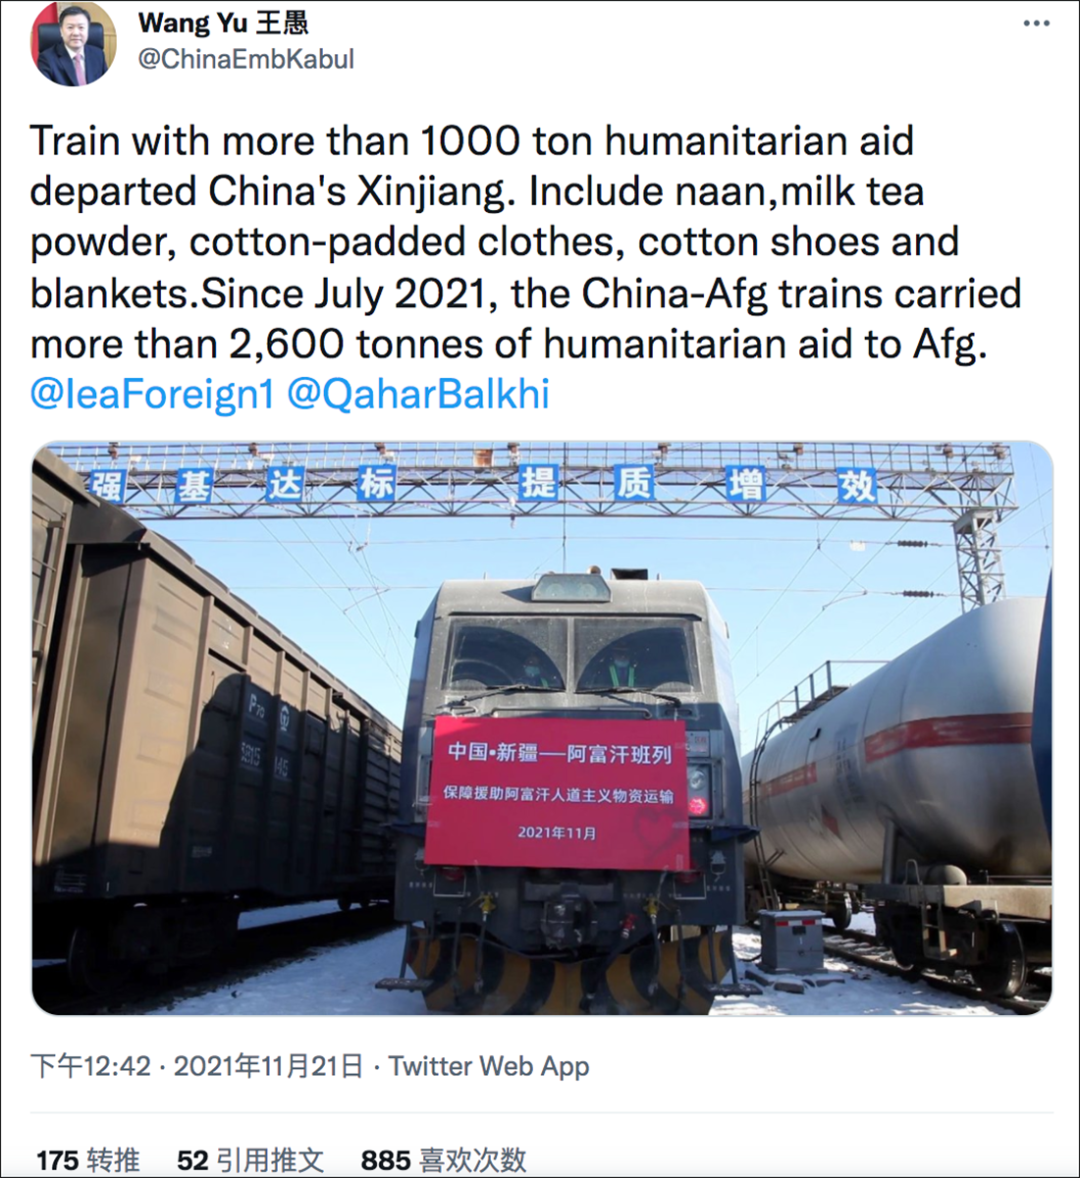 Wang Yu 王愚
@ChinaEmbKabul
Train with more than 1000 ton humanitarian aid
departed China's Xinjiang. Include naan,milk tea
powder, cotton-padded clothes, cotton shoes and
blankets.Since July 2021, the China-Afg trains carried
more than 2,600 tonnes of humanitarian aid to Afg.
@IeaForeign1 @QaharBalkhi
强基达标 提质增效
P70
中国•新疆——阿富汗班列
保障援助阿富汗人道主义物资运输
2021年11月
下午12:42 · 2021年11月21日 · Twitter Web App
175 转推 52 引用推文 885 喜欢次数